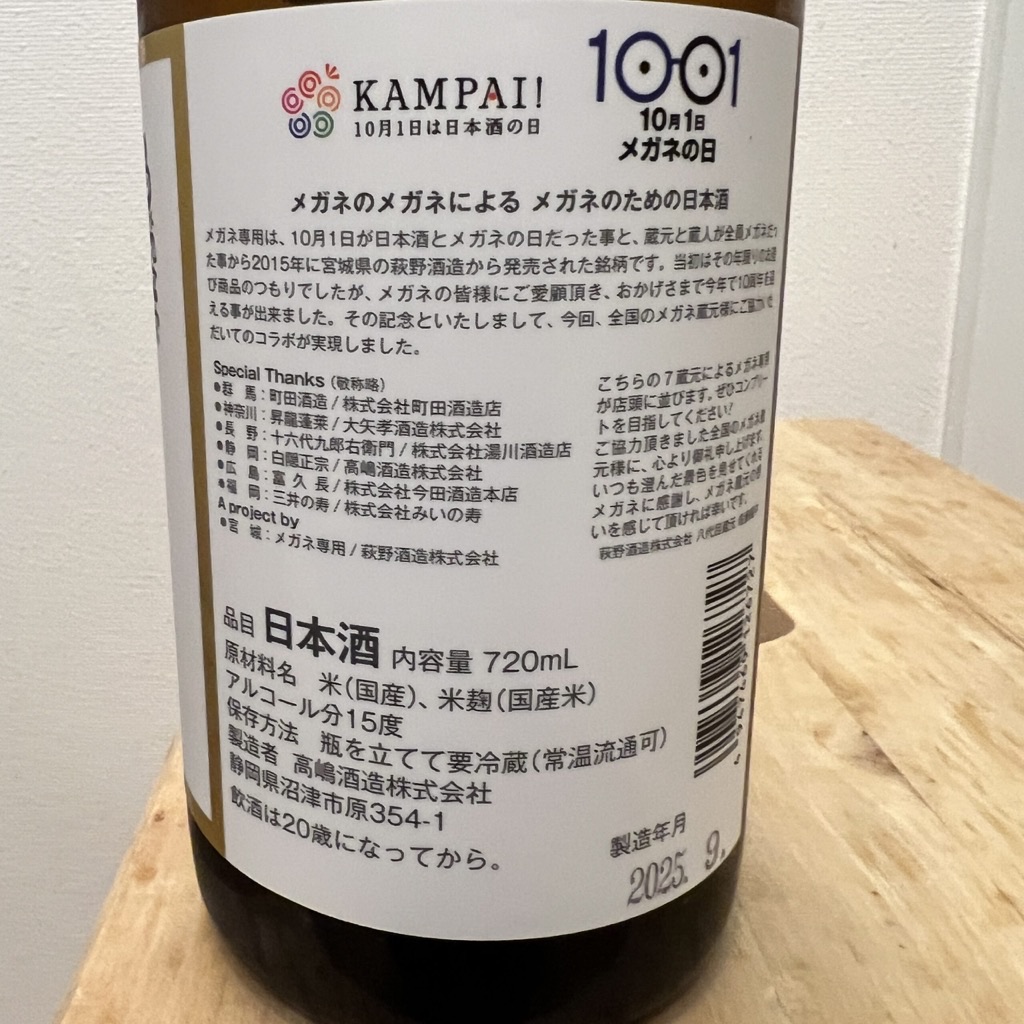 KAMPAI!
10月1日は日本酒の日
1001
10月1日
メガネの日
メガネのメガネによる メガネのための日本酒
メガネ専用は、10月1日が日本酒とメガネの日だった事と、蔵元と蔵人が全員メガネだっ
た事から2015年に宮城県の萩野酒造から発売された銘柄です。当初はその年限りのお遊
び商品のつもりでしたが、メガネの皆様にご愛顧頂き、おかげさまで今年で10周年を迎
える事が出来ました。その記念といたしまして、今回、全国のメガネ蔵元様にご協力いた
だいてのコラボが実現しました。
Special Thanks (敬称略)
●群 馬:町田酒造/株式会社町田酒造店
●神奈川:昇龍蓬莱/大矢孝酒造株式会社
●長 野:十六代九郎右衛門/株式会社湯川酒造店
●静 岡:白隠正宗/高嶋酒造株式会社
●広 島:富久長/株式会社今田酒造本店
●福 岡:三井の寿/株式会社みいの寿
A project by
●宮 城:メガネ専用/萩野酒造株式会社
こちらの7蔵元によるメガネ専用
が店頭に並びます。ぜひコンプリー
トを目指してください!
ご協力頂きました全国のメガネ蔵
元様に、心より御礼申し上げます。
いつも澄んだ景色を見せてくれる
メガネに感謝し、メガネ蔵元の想
いを感じて頂ければ幸いです。
萩野酒造株式会社 八代目蔵元
品目 日本酒 内容量 720mL
原材料名 米(国産)、米麹(国産米)
アルコール分15度
保存方法 瓶を立てて要冷蔵(常温流通可)
製造者 高嶋酒造株式会社
静岡県沼津市原354-1
飲酒は20歳になってから。
製造年月
2025. 9.